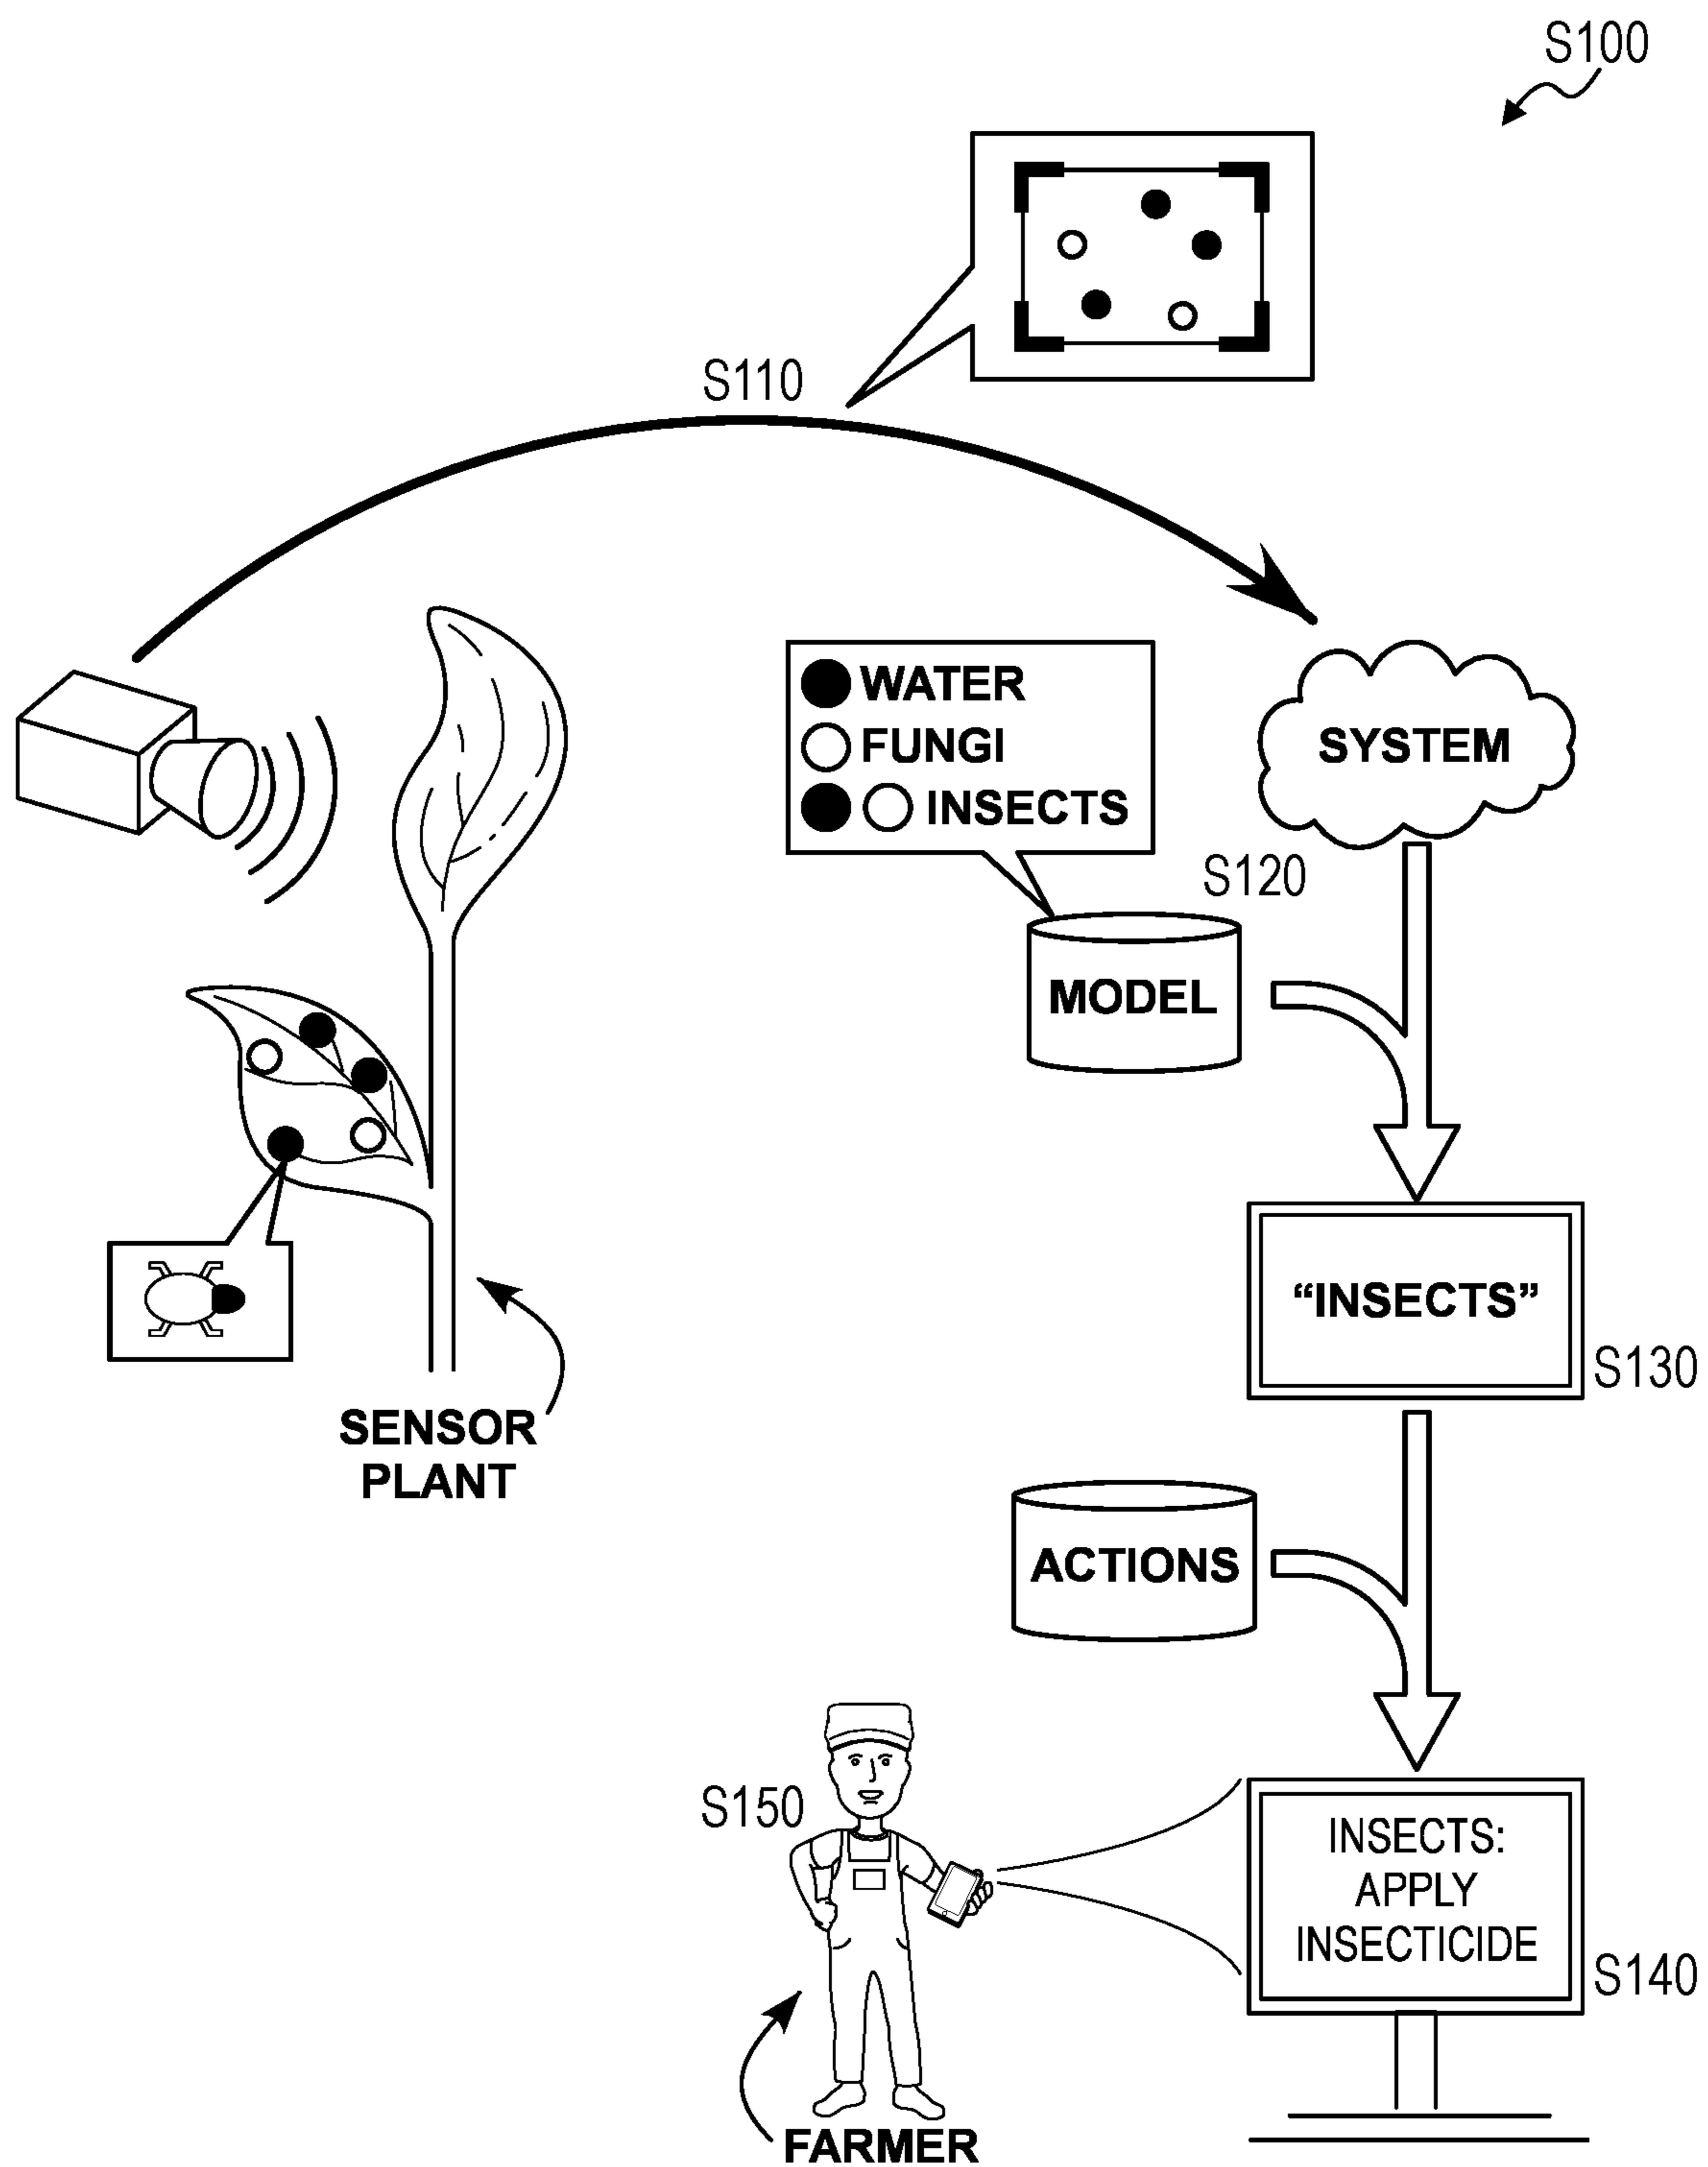 S100
S110
WATER
FUNGI
INSECTS
SYSTEM
S120
MODEL
"INSECTS"
S130
SENSOR
PLANT
ACTIONS
S150
INSECTS:
APPLY
INSECTICIDE
S140
FARMER